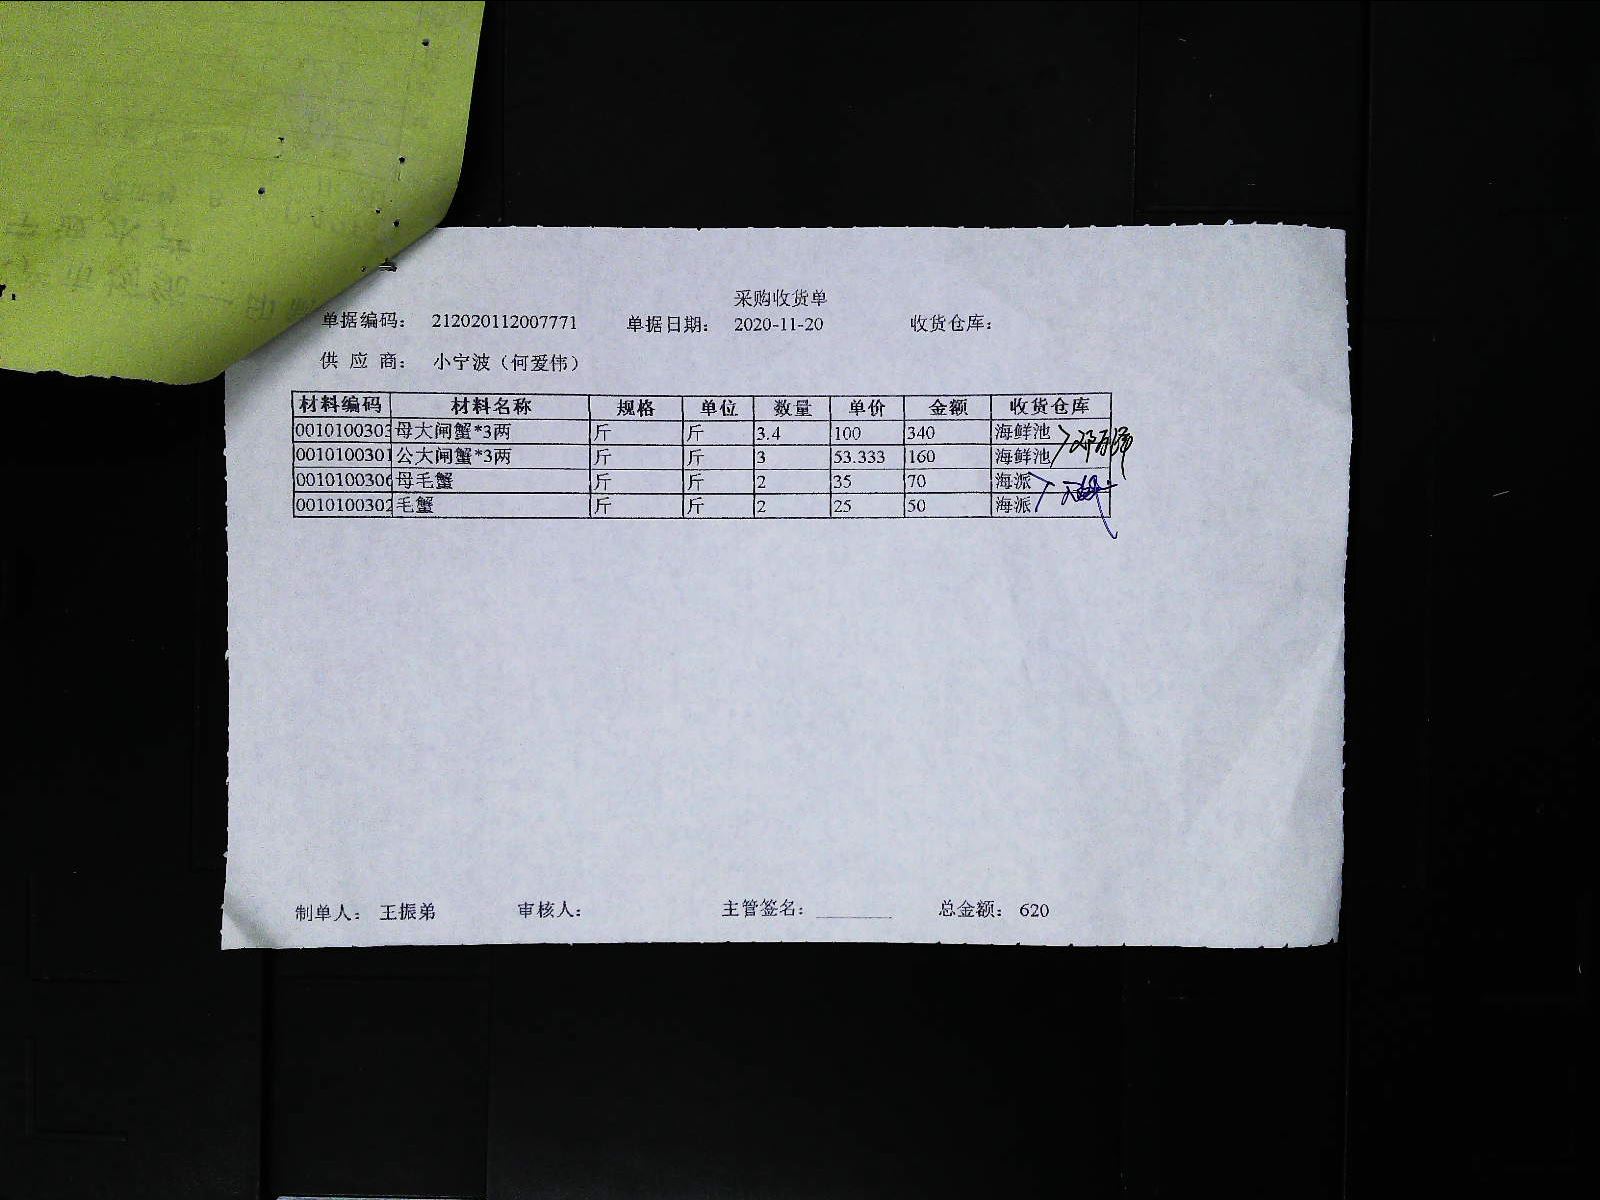 采购收货单
单据编码： 212020112007771 单据日期： 2020-11-20 收货仓库：
供 应 商： 小宁波（何爱伟）
材料编码 材料名称 规格 单位 数量 单价 金额 收货仓库
0010100303 母大闸蟹*3两 斤 斤 3.4 100 340 海鲜池
0010100301 公大闸蟹*3两 斤 斤 3 53.333 160 海鲜池
0010100306 母毛蟹 斤 斤 2 35 70 海派
0010100302 毛蟹 斤 斤 2 25 50 海派
制单人： 王振弟 审核人： 主管签名： 总金额： 620